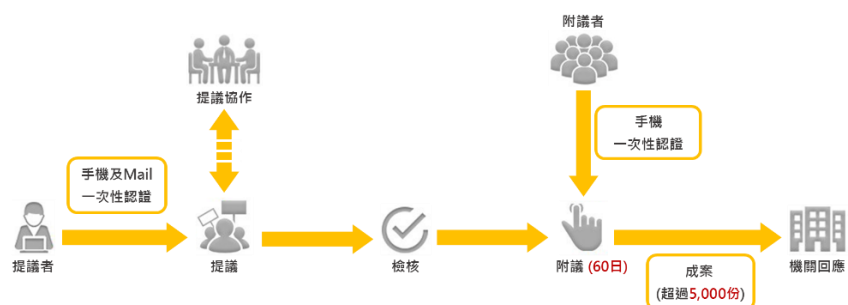 附議者
提議協作
手機
一次性認證
手機及Mail
一次性認證
提議者
提議
檢核
附議 (60日)
機關回應
成案
(超過5,000份)